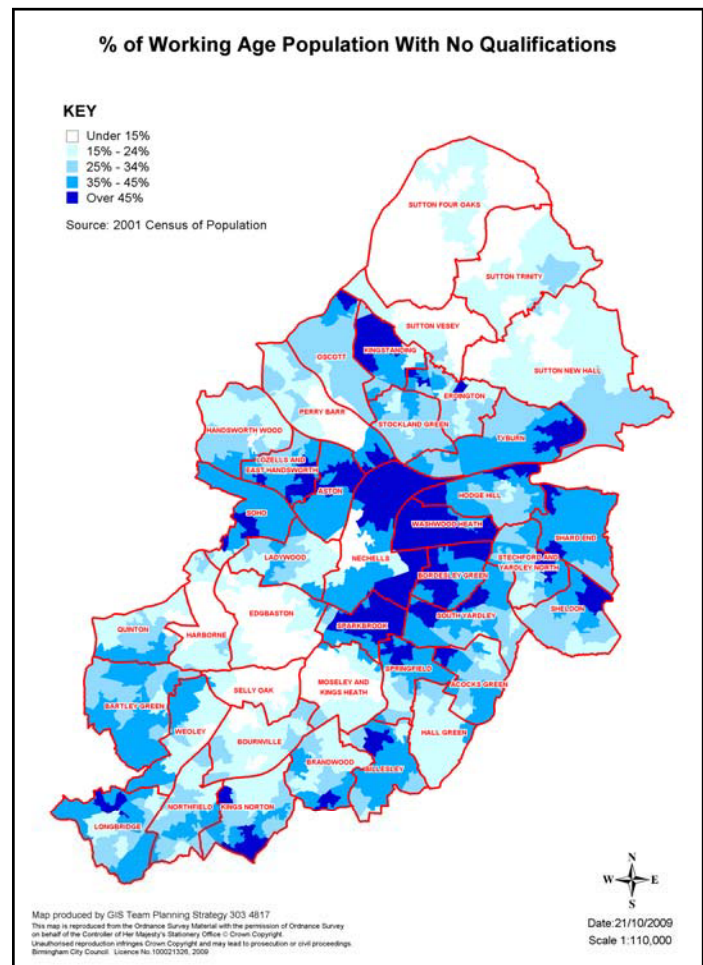 % of Working Age Population With No Qualifications
KEY
Under 15%
15% - 24%
25% - 34%
35% - 45%
Over 45%
Source: 2001 Census of Population
SUTTON FOUR OAKS
SUTTON TRINITY
SUTTON VESEY
KINGSTANDING
OSCOTT
SUTTON NEW HALL
ERDINGTON
PERRY BARR
STOCKLAND GREEN
HANDSWORTH WOOD
TYBURN
LOZELLS AND
EAST HANDSWORTH
ASTON
HODGE HILL
SOHO
WASHWOOD HEATH
SHARD END
LADYWOOD
NECHELLS
STECHFORD AND
YARDLEY NORTH
BORDESLEY GREEN
SHELDON
EDGBASTON
SOUTH YARDLEY
SPARKBROOK
QUINTON
HARBORNE
SPRINGFIELD
MOSELEY AND
KINGS HEATH
ACOCKS GREEN
SELLY OAK
BARTLEY GREEN
WEOLEY
HALL GREEN
BOURNVILLE
BRANDWOOD
BILLESLEY
NORTHFIELD
KINGS NORTON
LONGBRIDGE
N
W
E
S
Map produced by GIS Team Planning Strategy 303 4817
This map is reproduced from the Ordnance Survey Material with the permission of Ordnance Survey
on behalf of the Controller of Her Majesty's Stationery Office © Crown Copyright.
Unauthorised reproduction infringes Crown Copyright and may lead to prosecution or civil proceedings.
Birmingham City Council. Licence No.100021326, 2009
Date:21/10/2009
Scale 1:110,000